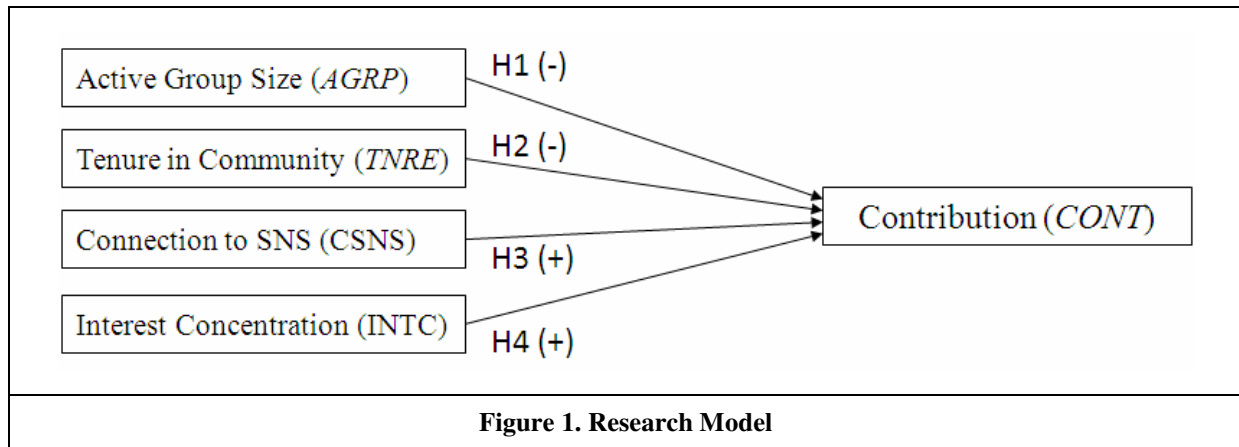 Active Group Size (AGRP)
H1 (-)
Tenure in Community (TNRE)
H2 (-)
Connection to SNS (CSNS)
H3 (+)
Interest Concentration (INTC)
H4 (+)
Contribution (CONT)
Figure 1. Research Model